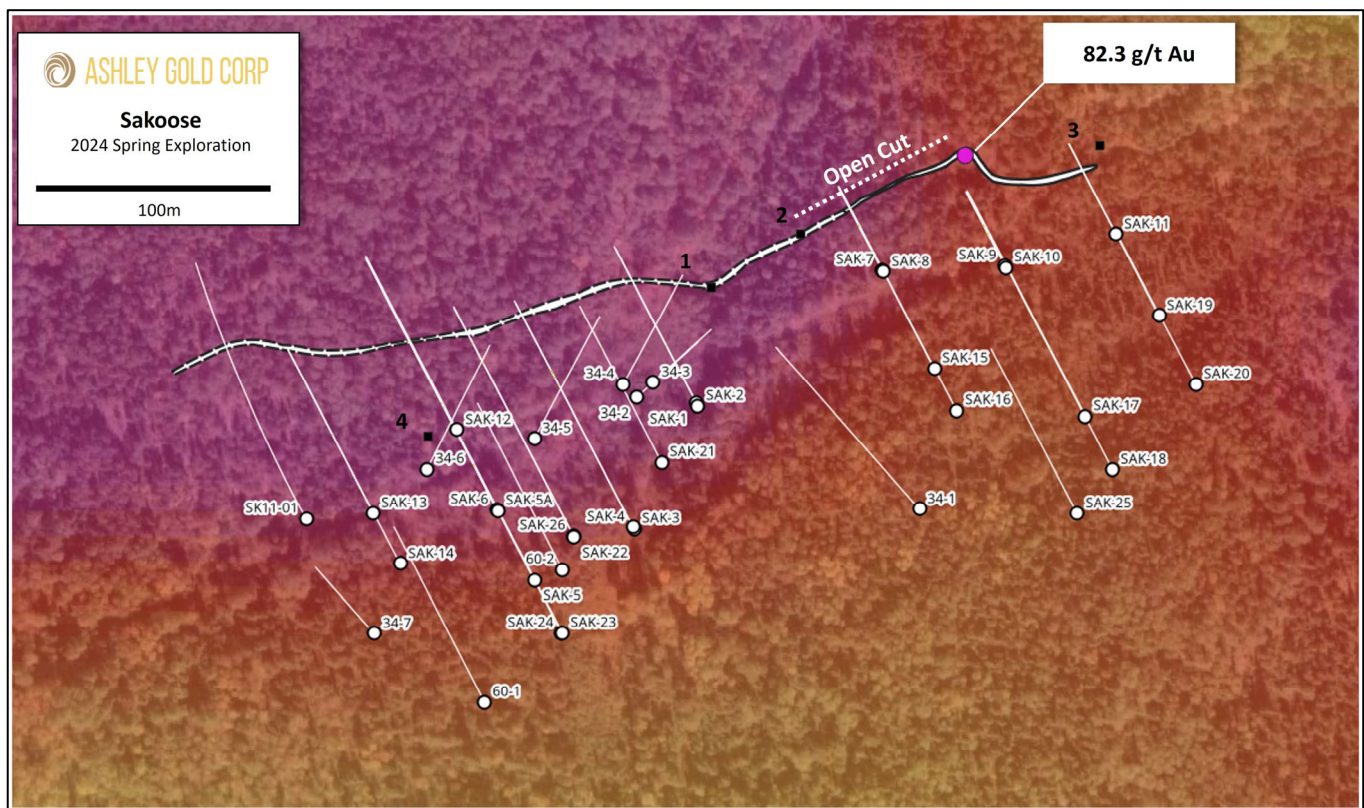 ASHLEY GOLD CORP
Sakoose
2024 Spring Exploration
100m
82.3 g/t Au
3
Open Cut
2
SAK-11
1
SAK-7
SAK-8
SAK-9
SAK-10
SAK-19
SAK-15
SAK-20
34-4
34-3
34-2
SAK-1
SAK-2
SAK-16
SAK-17
4
SAK-12
34-5
SAK-21
34-6
SAK-18
SK11-01
SAK-13
SAK-6
SAK-5A
SAK-26
SAK-4
SAK-3
34-1
SAK-25
SAK-22
SAK-14
60-2
SAK-5
34-7
SAK-24
SAK-23
60-1